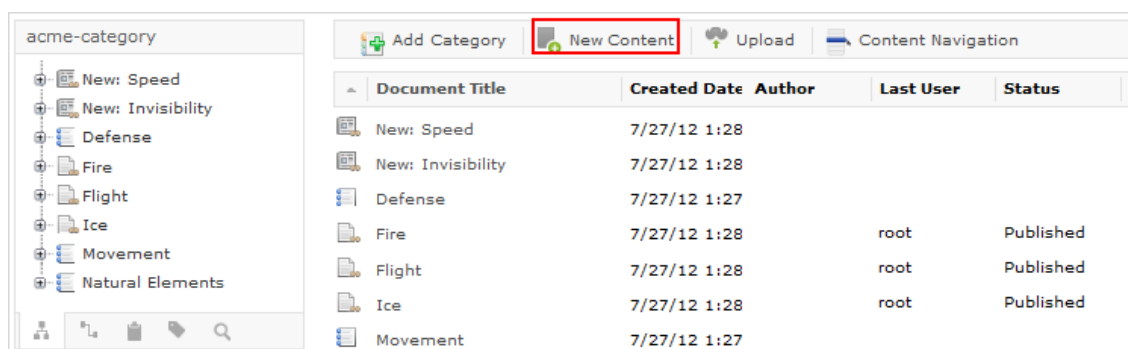 acme-category
New: Speed
New: Invisibility
Defense
Fire
Flight
Ice
Movement
Natural Elements
Add Category New Content Upload Content Navigation
Document Title Created Date Author Last User Status
New: Speed 7/27/12 1:28
New: Invisibility 7/27/12 1:28
Defense 7/27/12 1:27
Fire 7/27/12 1:28 root Published
Flight 7/27/12 1:28 root Published
Ice 7/27/12 1:28 root Published
Movement 7/27/12 1:27